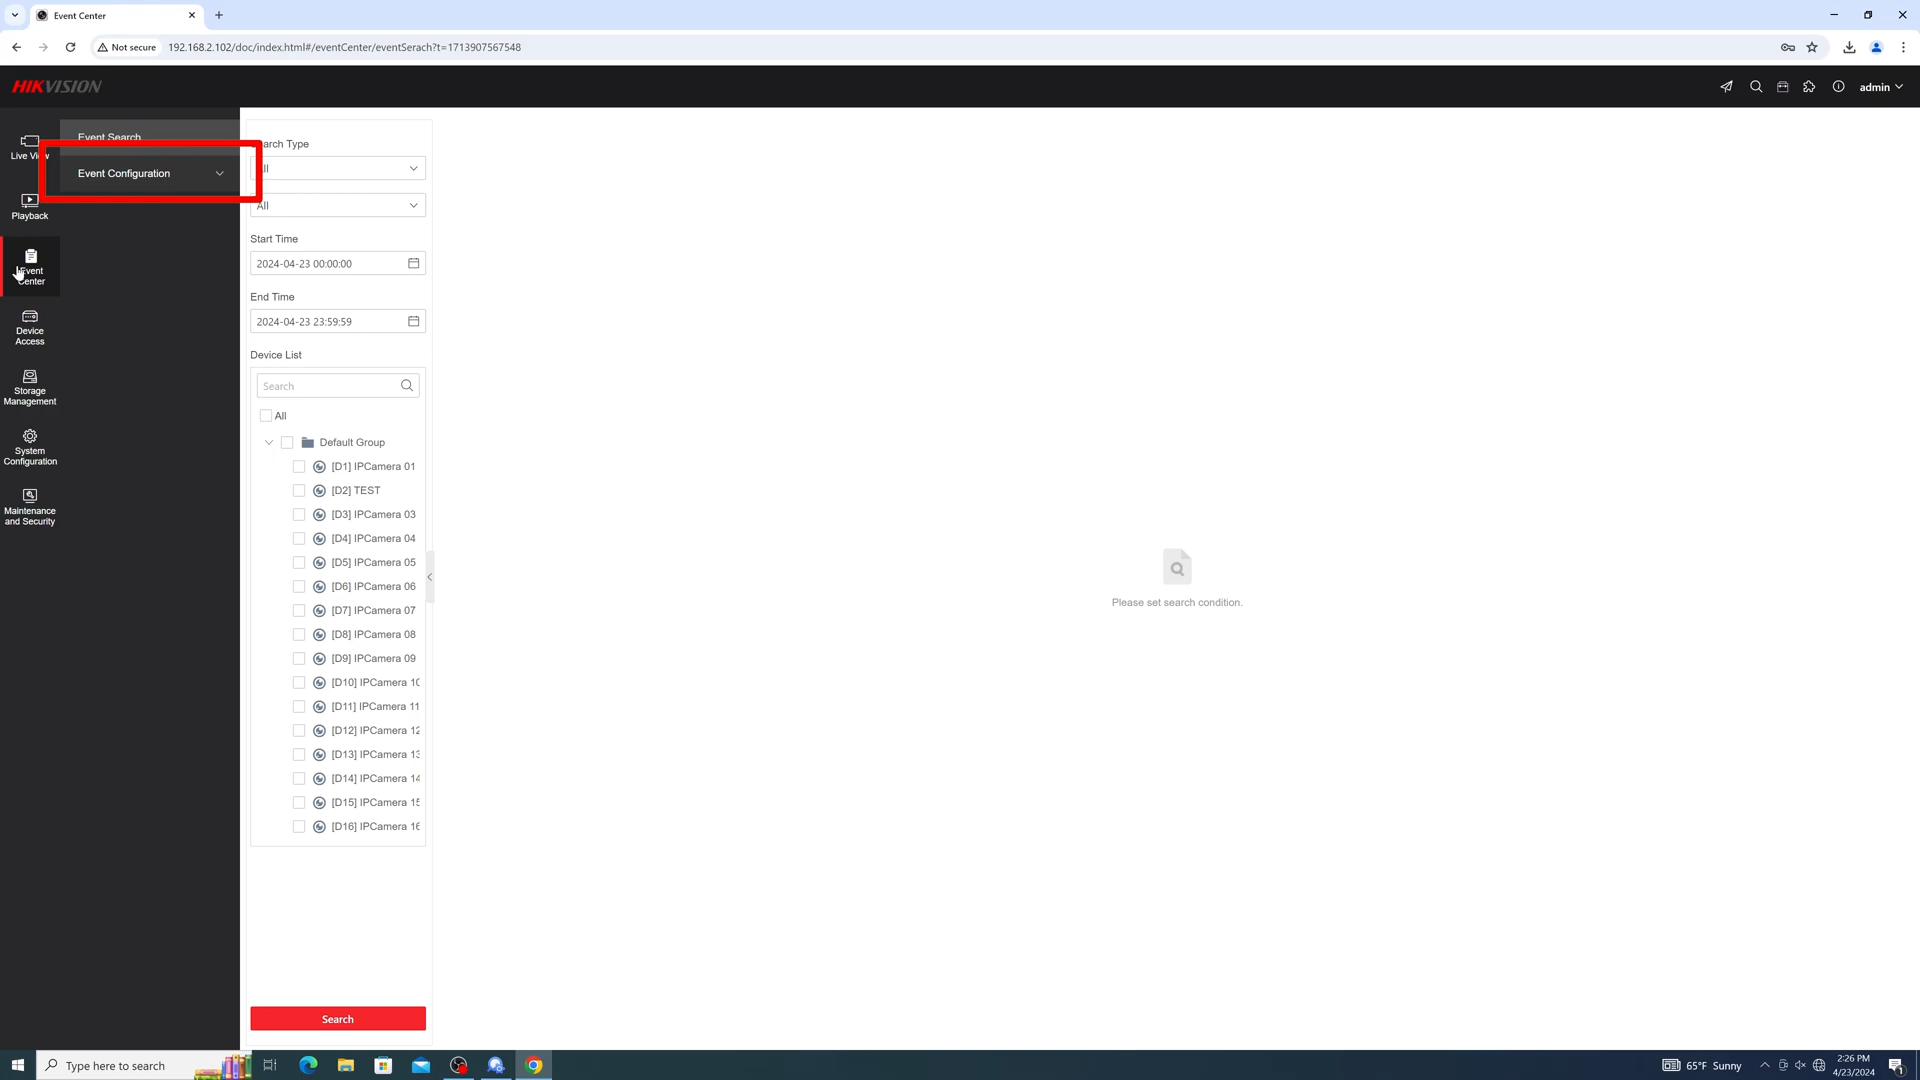 Event Center
Not secure
192.168.2.102/doc/index.html#/eventCenter/eventSerach?t=1713907567548
HIKVISION
admin
Live View
Playback
Event Center
Device Access
Storage Management
System Configuration
Maintenance and Security
Event Search
Event Configuration
All
Start Time
2024-04-23 00:00:00
End Time
2024-04-23 23:59:59
Device List
Search
All
Default Group
[D1] IPCamera 01
[D2] TEST
[D3] IPCamera 03
[D4] IPCamera 04
[D5] IPCamera 05
[D6] IPCamera 06
[D7] IPCamera 07
[D8] IPCamera 08
[D9] IPCamera 09
[D10] IPCamera 10
[D11] IPCamera 11
[D12] IPCamera 12
[D13] IPCamera 13
[D14] IPCamera 14
[D15] IPCamera 15
[D16] IPCamera 16
Search
Please set search condition.
Type here to search
65°F Sunny
2:26 PM
4/23/2024
1